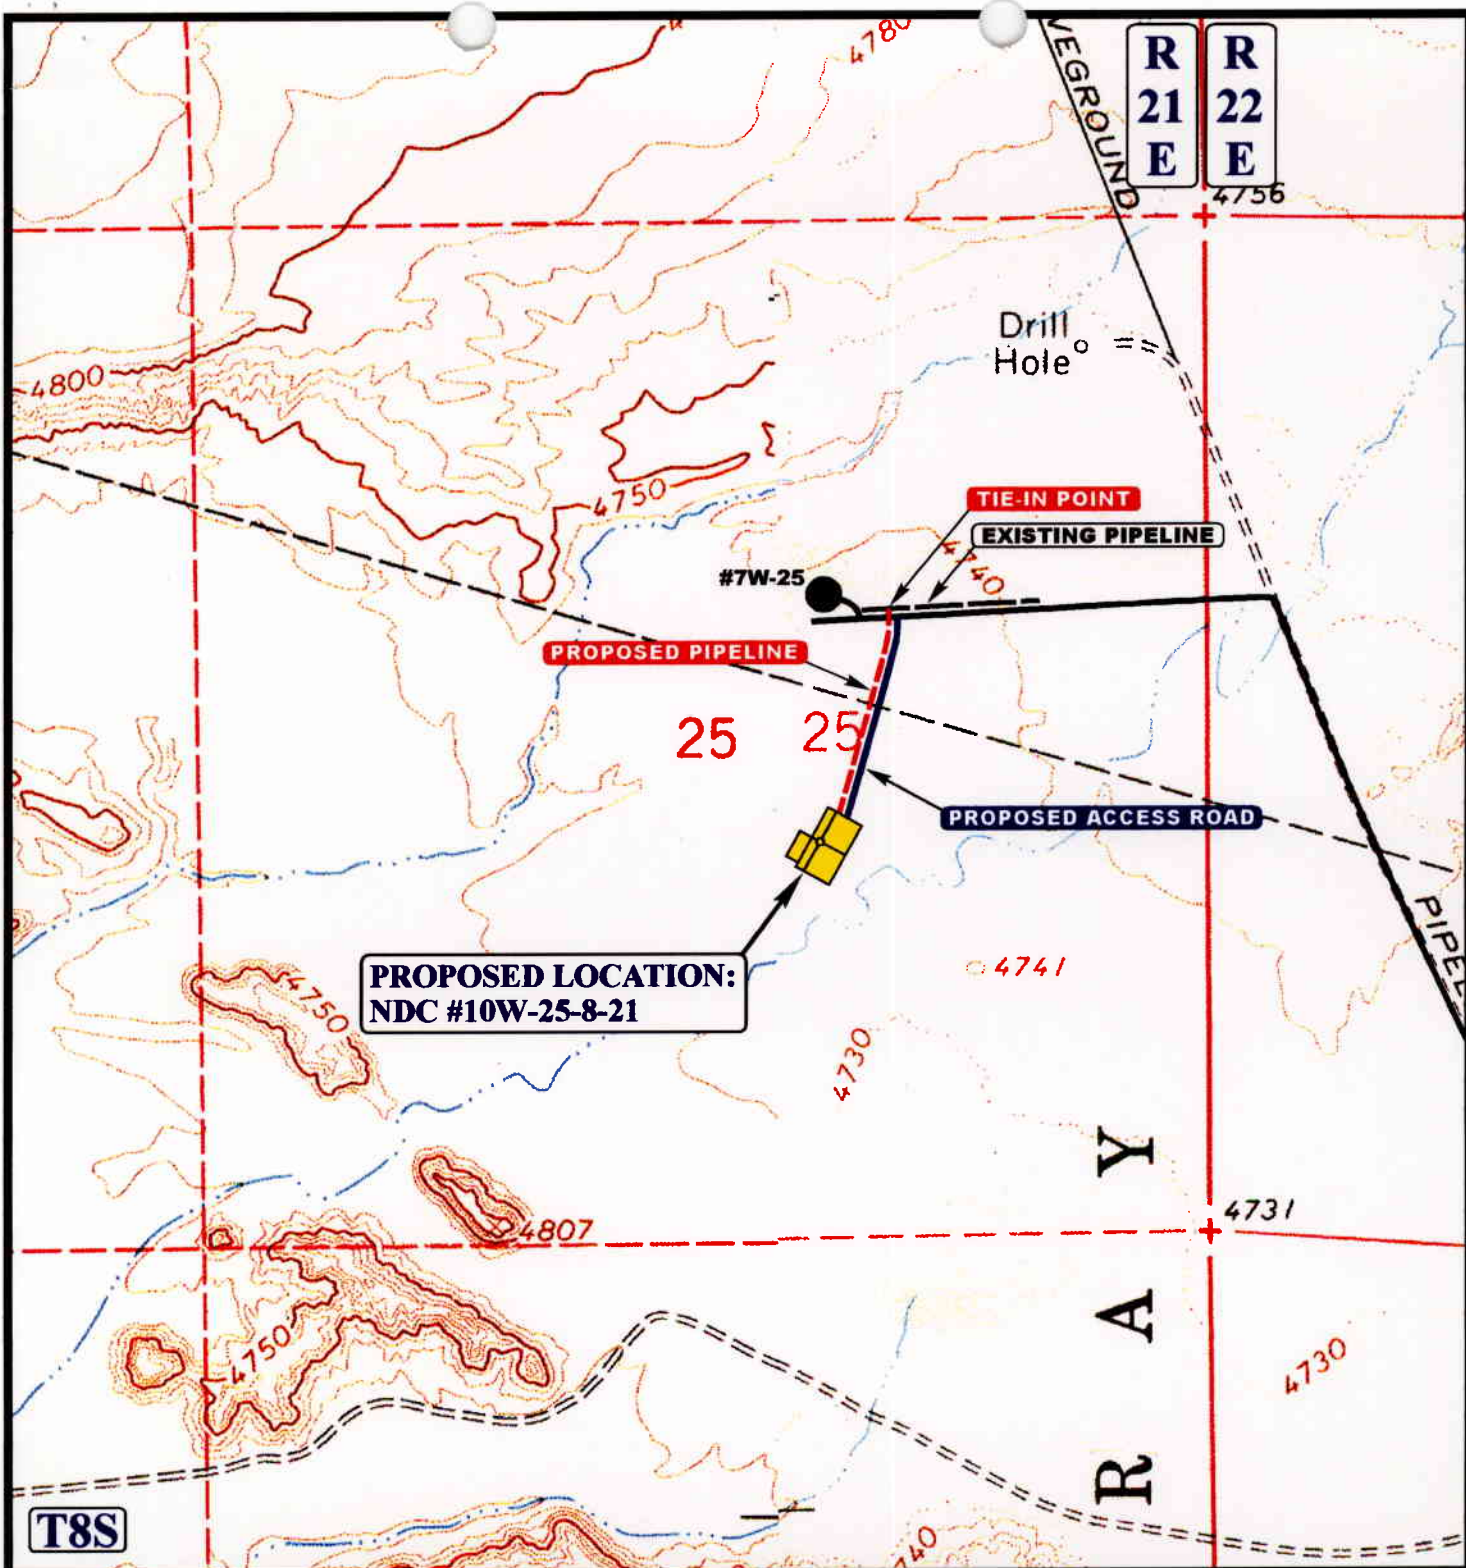 4780
VEGROUND
R
21
E
R
22
E
4756
Drill
Hole
4800
4750
TIE-IN POINT
EXISTING PIPELINE
4740
#7W-25
PROPOSED PIPELINE
25
25
PROPOSED ACCESS ROAD
PIPEL
PROPOSED LOCATION:
NDC #10W-25-8-21
4750
4741
4730
Y
4731
4807
A
4750
4730
R
T8S
740